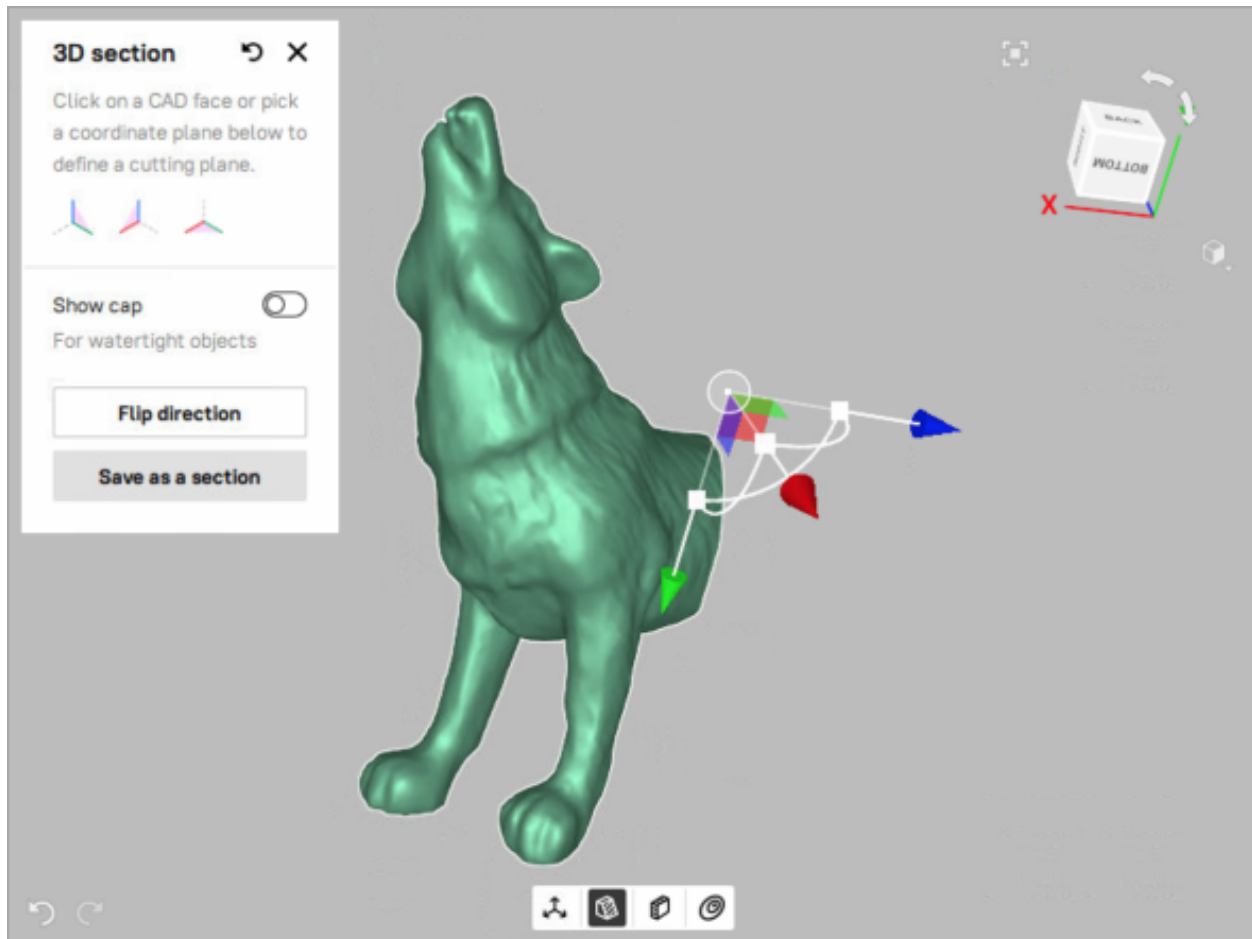 3D section
Click on a CAD face or pick
a coordinate plane below to
define a cutting plane.
Show cap
For watertight objects
Flip direction
Save as a section
BACK
BOTTOM
X